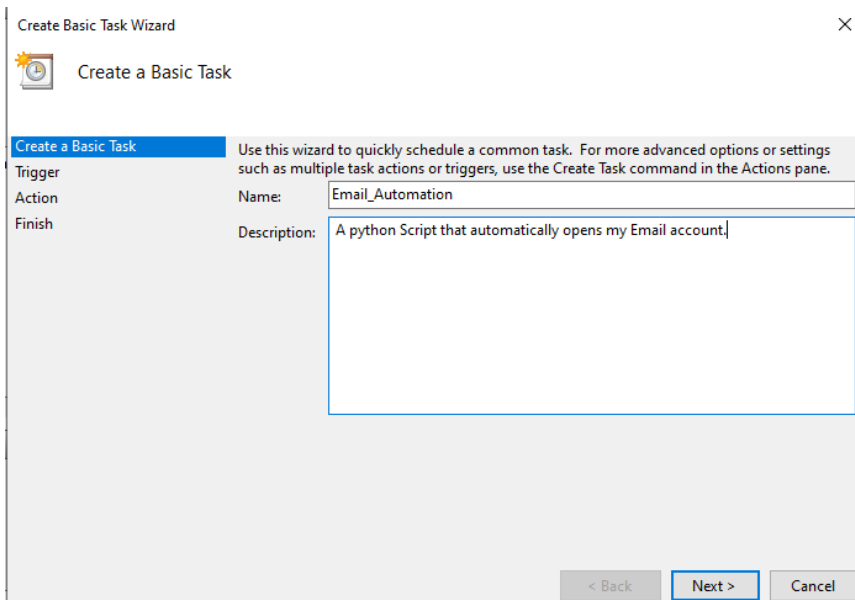 Create Basic Task Wizard
Create a Basic Task
Create a Basic Task
Trigger
Action
Finish
Use this wizard to quickly schedule a common task. For more advanced options or settings
such as multiple task actions or triggers, use the Create Task command in the Actions pane.
Name: Email_Automation
Description: A python Script that automatically opens my Email account.
< Back Next > Cancel